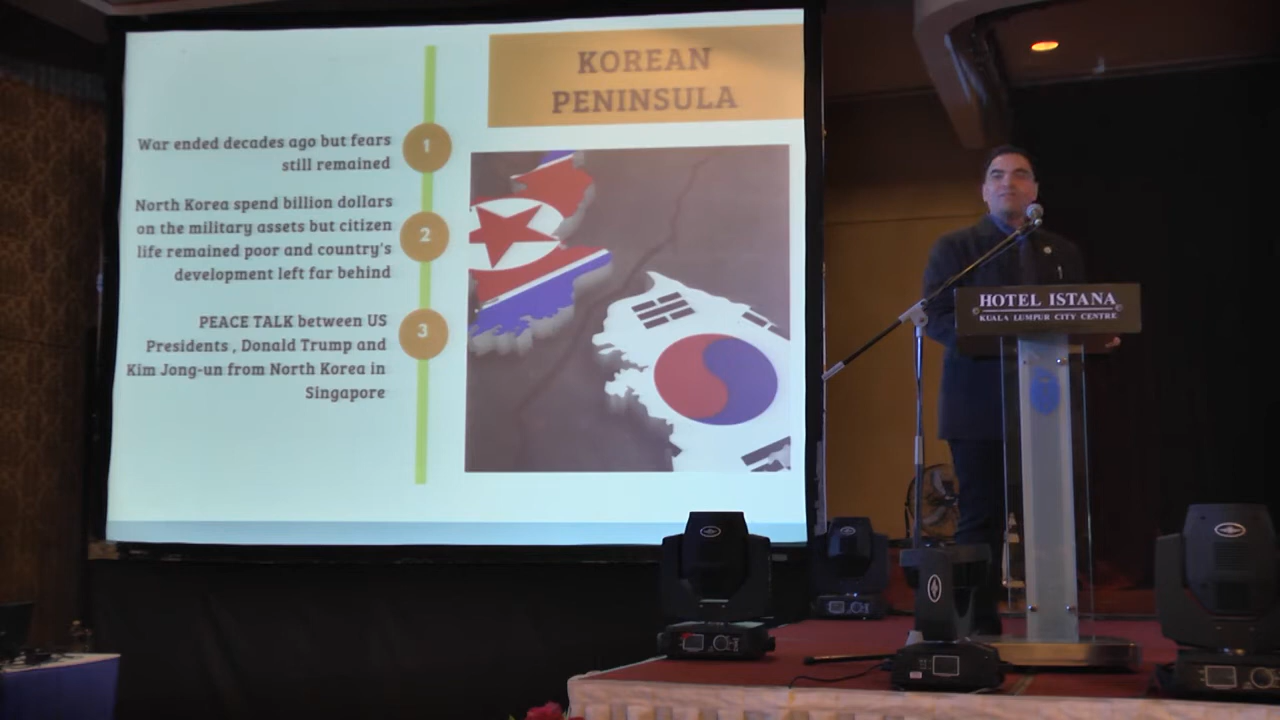 KOREAN
PENINSULA
1
War ended decades ago but fears
still remained
2
North Korea spend billion dollars
on the military assets but citizen
life remained poor and country's
development left far behind
3
PEACE TALK between US
Presidents , Donald Trump and
Kim Jong-un from North Korea in
Singapore
HOTEL ISTANA
KUALA LUMPUR CITY CENTRE